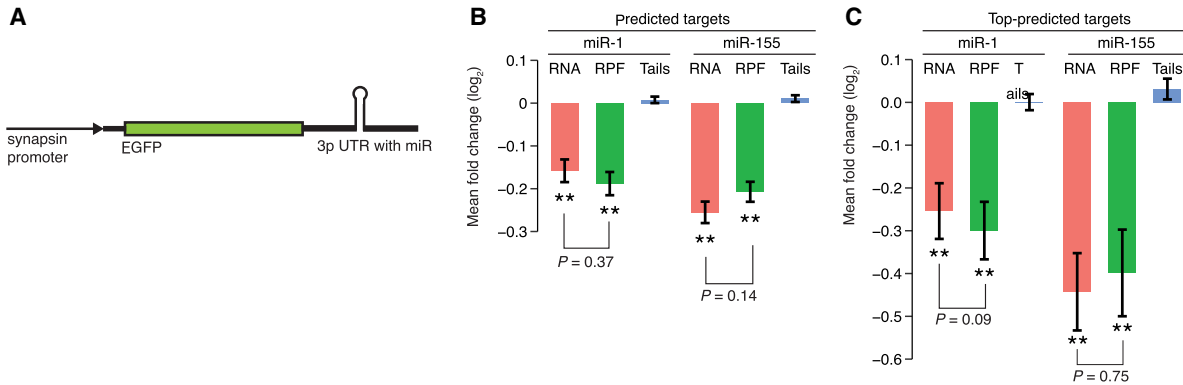 A
synapsin
promoter
EGFP
3p UTR with miR
B
Predicted targets
miR-1 miR-155
RNA RPF Tails RNA RPF Tails
Mean fold change (log2)
0.1
0
−0.1
−0.2
−0.3
** ** ** **
P = 0.37
P = 0.14
C
Top-predicted targets
miR-1 miR-155
RNA RPF T RNA RPF Tails
ails
Mean fold change (log2)
0.1
0.0
−0.1
−0.2
−0.3
−0.4
−0.5
−0.6
** ** ** **
P = 0.09
P = 0.75